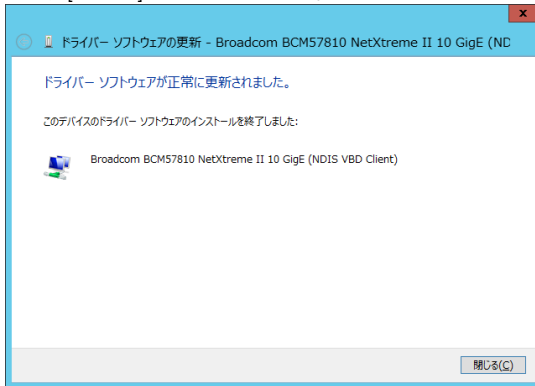 x
ドライバー ソフトウェアの更新 - Broadcom BCM57810 NetXtreme II 10 GigE (ND
ドライバー ソフトウェアが正常に更新されました。
このデバイスのドライバー ソフトウェアのインストールを終了しました:
Broadcom BCM57810 NetXtreme II 10 GigE (NDIS VBD Client)
閉じる(C)